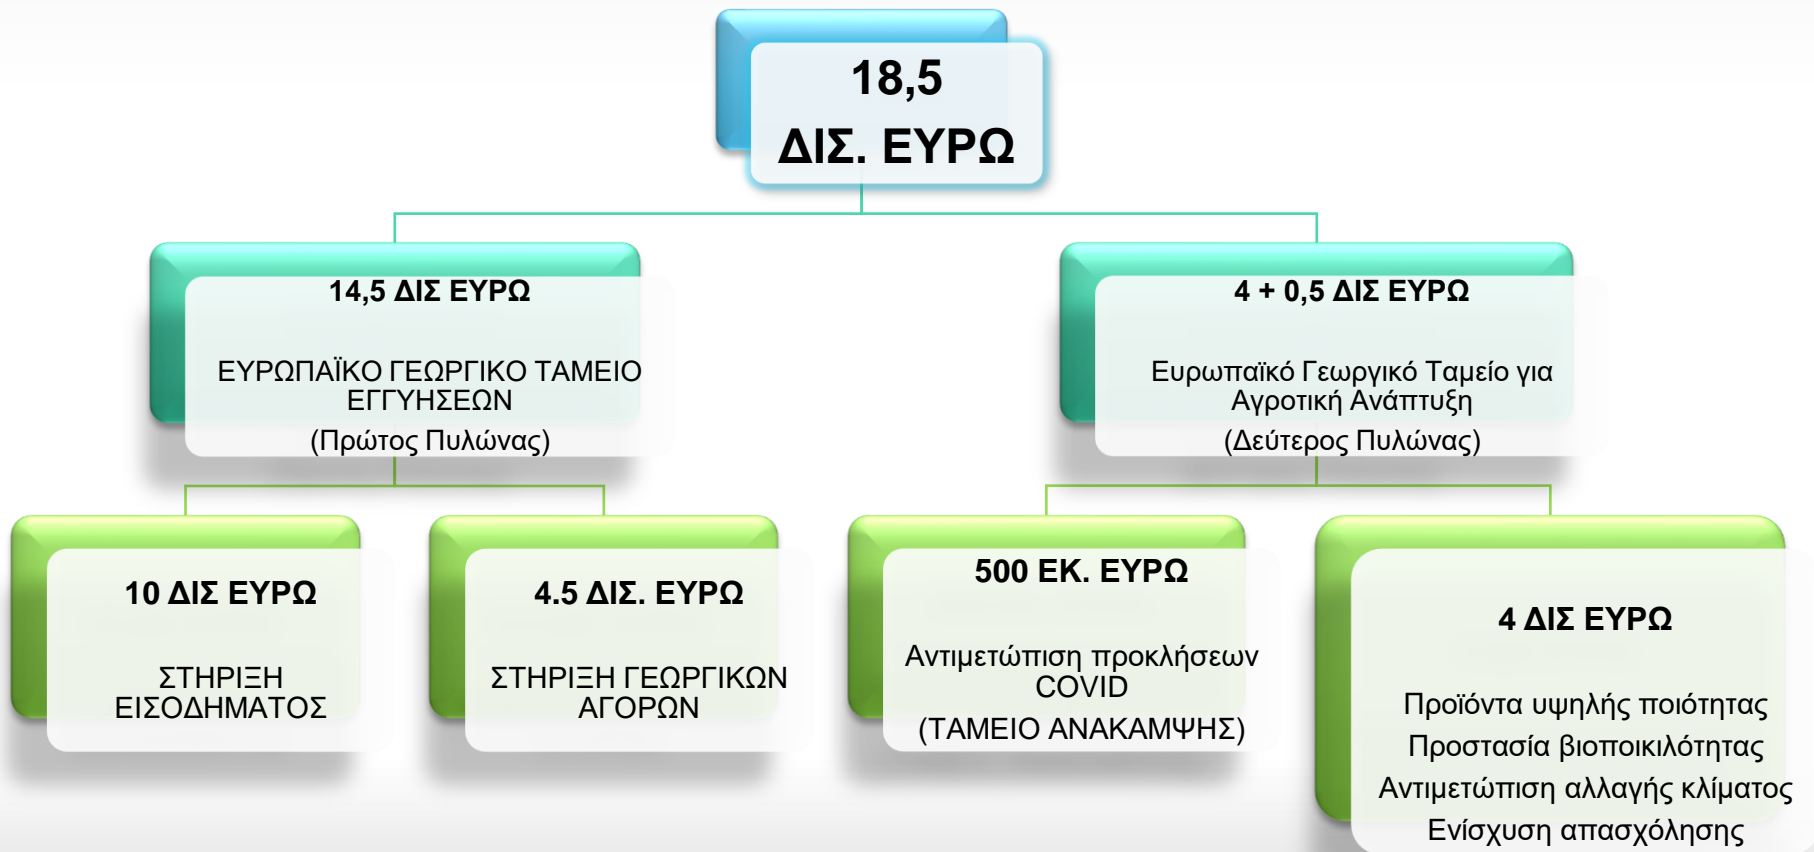 18,5
ΔΙΣ. ΕΥΡΩ
14,5 ΔΙΣ ΕΥΡΩ
ΕΥΡΩΠΑΪΚΟ ΓΕΩΡΓΙΚΟ ΤΑΜΕΙΟ
ΕΓΓΥΗΣΕΩΝ
(Πρώτος Πυλώνας)
4 + 0,5 ΔΙΣ ΕΥΡΩ
Ευρωπαϊκό Γεωργικό Ταμείο για
Αγροτική Ανάπτυξη
(Δεύτερος Πυλώνας)
10 ΔΙΣ ΕΥΡΩ
ΣΤΗΡΙΞΗ
ΕΙΣΟΔΗΜΑΤΟΣ
4.5 ΔΙΣ. ΕΥΡΩ
ΣΤΗΡΙΞΗ ΓΕΩΡΓΙΚΩΝ
ΑΓΟΡΩΝ
500 ΕΚ. ΕΥΡΩ
Αντιμετώπιση προκλήσεων
COVID
(ΤΑΜΕΙΟ ΑΝΑΚΑΜΨΗΣ)
4 ΔΙΣ ΕΥΡΩ
Προϊόντα υψηλής ποιότητας
Προστασία βιοποικιλότητας
Αντιμετώπιση αλλαγής κλίματος
Ενίσχυση απασχόλησης